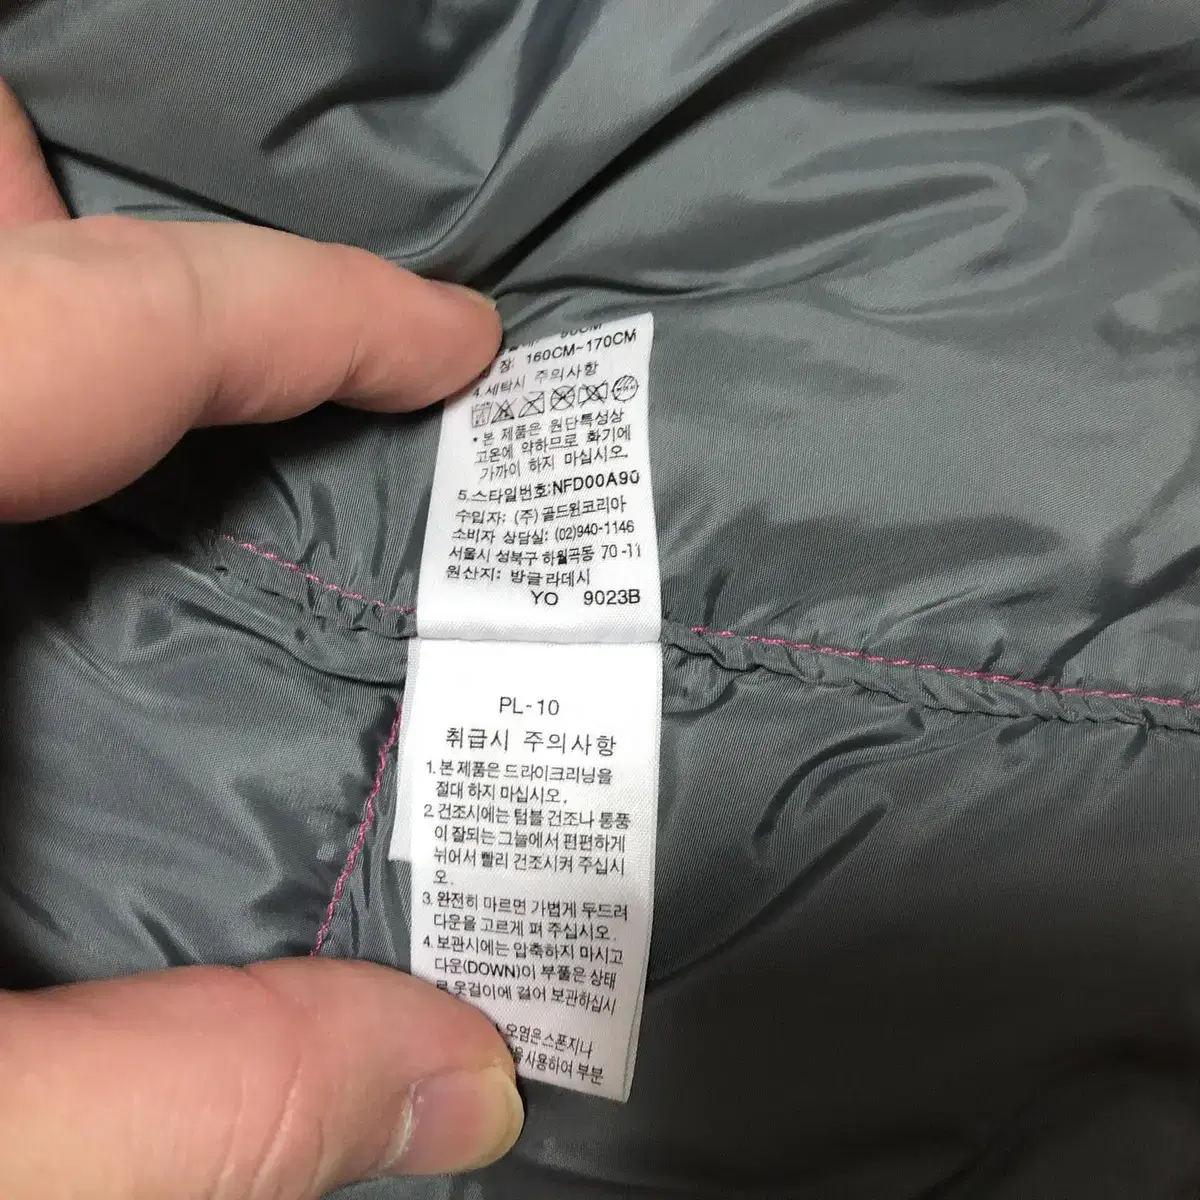 장: 160CM~170CM
4.세탁시 주의사항
• 본 제품은 원단특성상
고온에 약하므로 화기에
가까이 하지 마십시오.
5.스타일번호:NFD00A90
수입자: (주)골드윈코리아
소비자 상담실: (02)940-1146
서울시 성북구 하월곡동 70-11
원산지: 방글라데시
YO 9023B
PL-10
취급시 주의사항
1. 본 제품은 드라이크리닝을
절대 하지 마십시오.
2. 건조시에는 텀블 건조나 통풍
이 잘되는 그늘에서 편편하게
뉘어서 빨리 건조시켜 주십시
오.
3. 완전히 마르면 가볍게 두드려
다운을 고르게 펴 주십시오.
4. 보관시에는 압축하지 마시고
다운(DOWN)이 부풀은 상태
로 옷걸이에 걸어 보관하십시
오염은 스폰지나
을 사용하여 부분